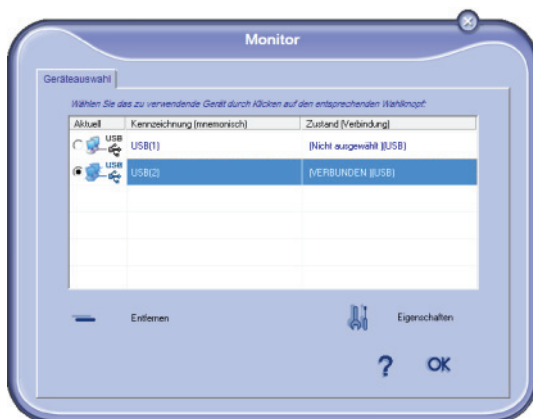 Monitor
Geräteauswahl
Wählen Sie das zu verwendende Gerät durch Klicken auf den entsprechenden Wahlknopf:
Aktuell Kennzeichnung (mnemonisch) Zustand (Verbindung)
USB USB(1) (Nicht ausgewählt )(USB)
USB USB(2) (VERBUNDEN )(USB)
Entfernen Eigenschaften
? OK